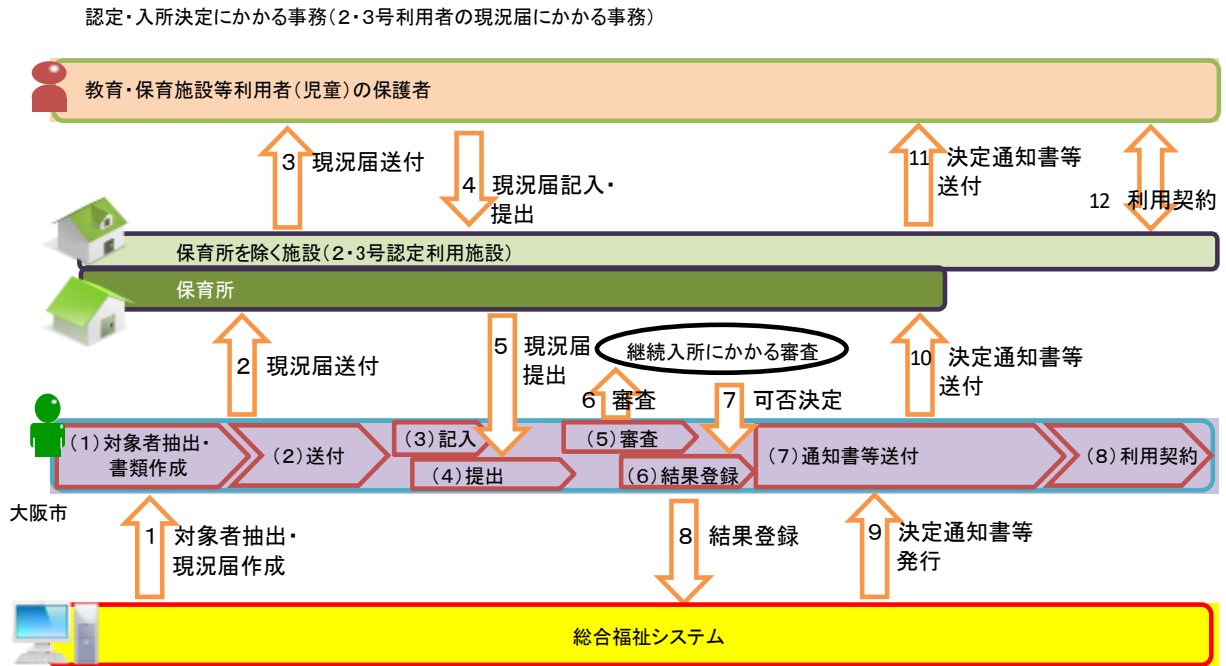 認定・入所決定にかかる事務(2・3号利用者の現況届にかかる事務)
教育・保育施設等利用者(児童)の保護者
3 現況届送付
4 現況届記入・
提出
11 決定通知書等
送付
12 利用契約
保育所を除く施設(2・3号認定利用施設)
保育所
2 現況届送付
5 現況届
提出
継続入所にかかる審査
6 審査
7 可否決定
10 決定通知書等
送付
(1)対象者抽出・
書類作成
(2)送付
(3)記入
(4)提出
(5)審査
(6)結果登録
(7)通知書等送付
(8)利用契約
大阪市
1 対象者抽出・
現況届作成
8 結果登録
9 決定通知書等
発行
総合福祉システム